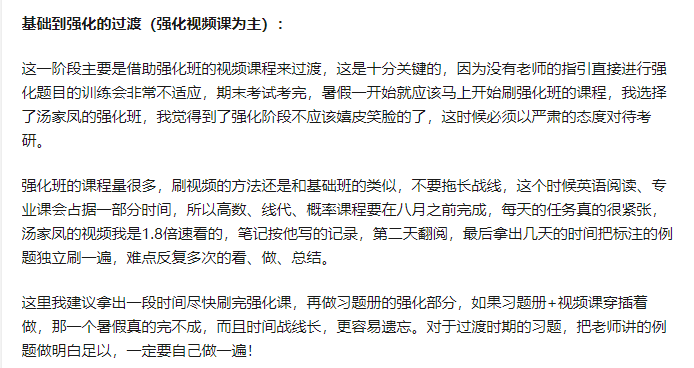 基础到强化的过渡（强化视频课为主）：
这一阶段主要是借助强化班的视频课程来过渡，这是十分关键的，因为没有老师的指引直接进行强
化题目的训练会非常不适应，期末考试考完，暑假一开始就应该马上开始刷强化班的课程，我选择
了汤家凤的强化班，我觉得到了强化阶段不应该嬉皮笑脸的了，这时候必须以严肃的态度对待考
研。
强化班的课程量很多，刷视频的方法还是和基础班的类似，不要拖长战线，这个时候英语阅读、专
业课会占据一部分时间，所以高数、线代、概率课程要在八月之前完成，每天的任务真的很紧张，
汤家凤的视频我是1.8倍速看的，笔记按他写的记录，第二天翻阅，最后拿出几天的时间把标注的例
题独立刷一遍，难点反复多次的看、做、总结。
这里我建议拿出一段时间尽快刷完强化课，再做习题册的强化部分，如果习题册+视频课穿插着
做，那一个暑假真的完不成，而且时间战线长，更容易遗忘。对于过渡时期的习题，把老师讲的例
题做明白足以，一定要自己做一遍！